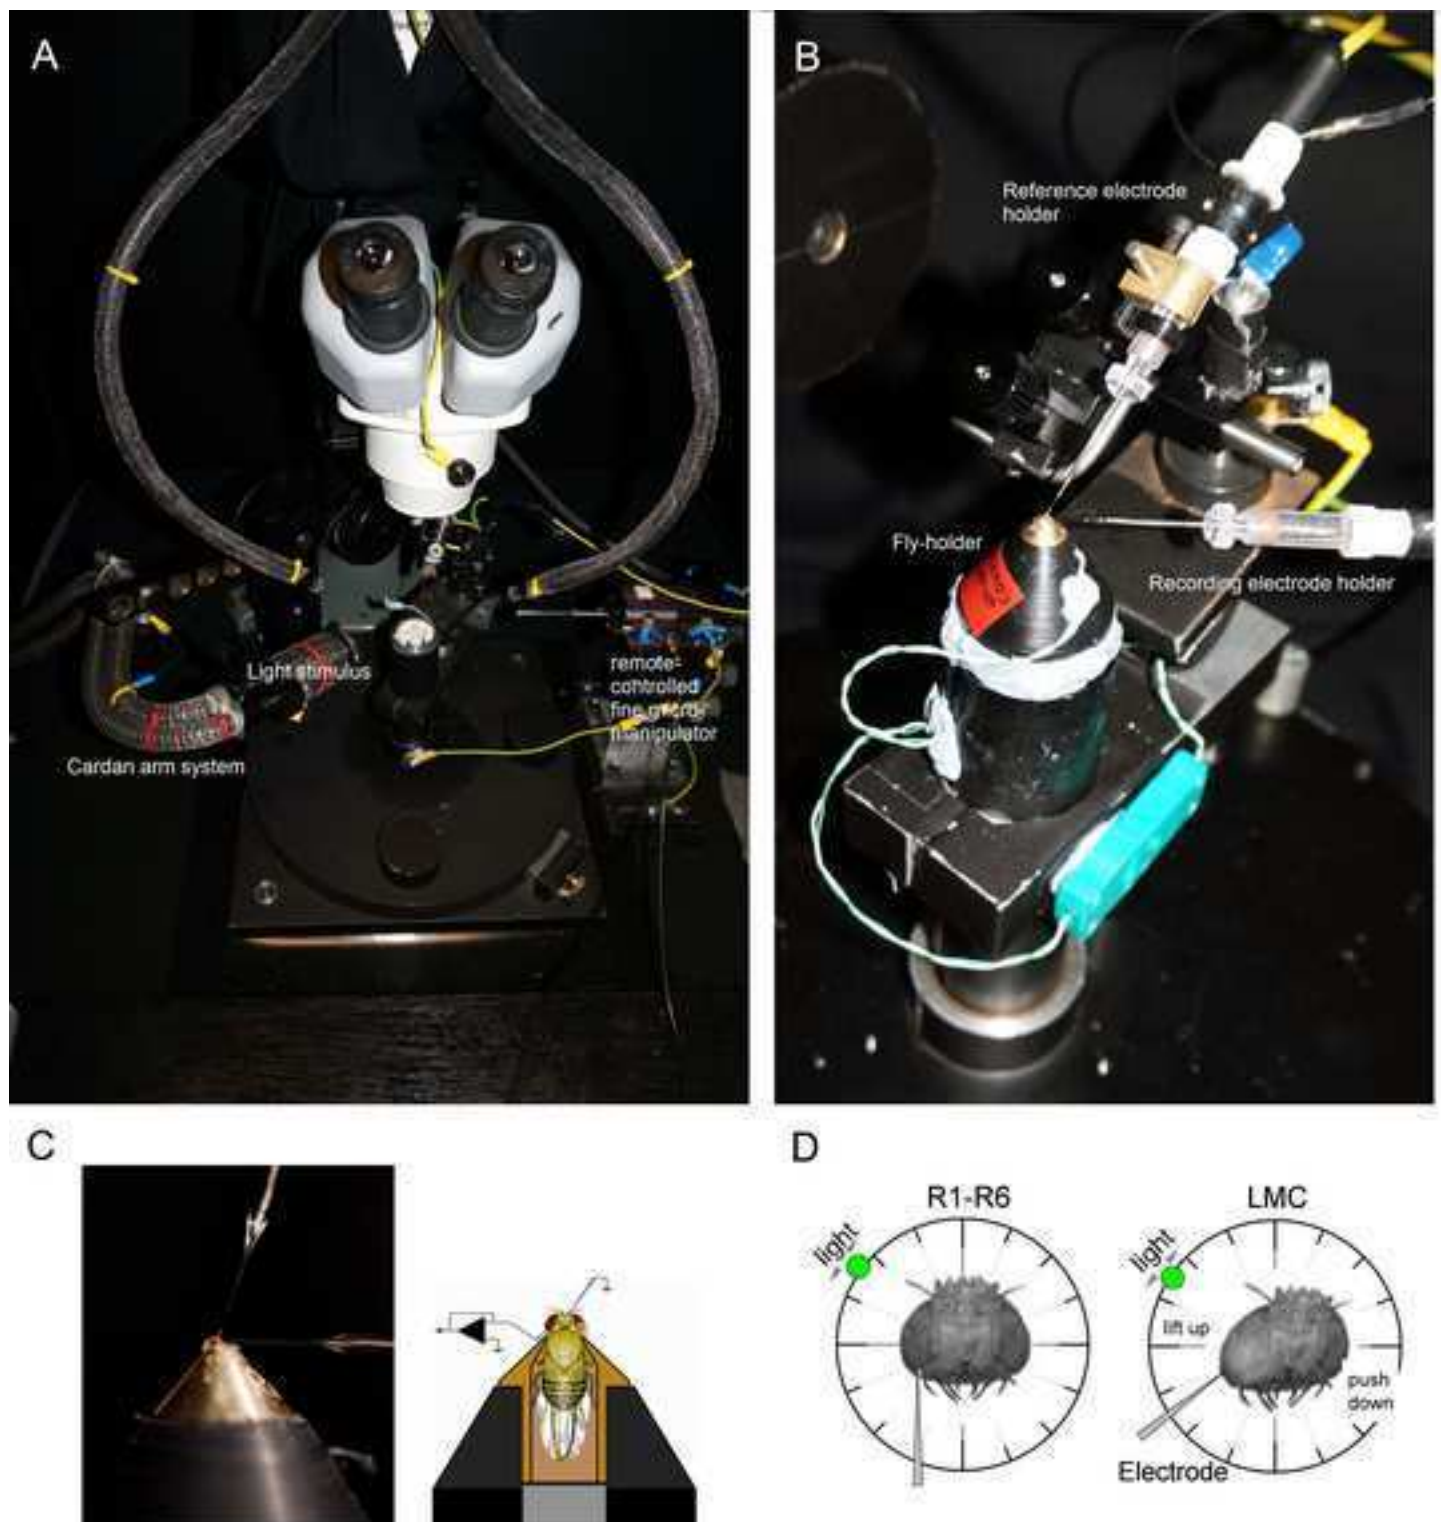 A
B
Reference electrode
holder
Fly-holder
Recording electrode holder
Light stimulus
remote-
controlled
fine micro-
manipulator
Cardan arm system
C
D
R1-R6
LMC
light
light
lift up
push
down
Electrode